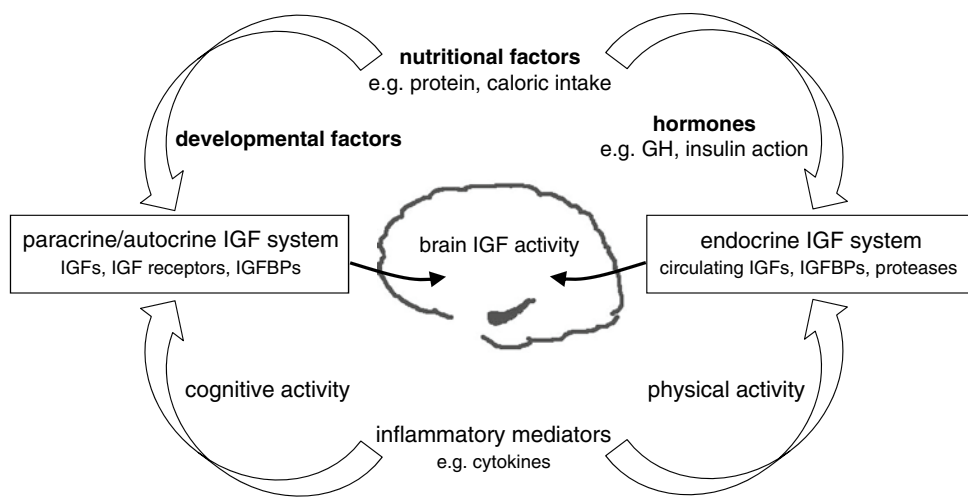 nutritional factors
e.g. protein, caloric intake
developmental factors
hormones
e.g. GH, insulin action
paracrine/autocrine IGF system
IGFs, IGF receptors, IGFBPs
brain IGF activity
endocrine IGF system
circulating IGFs, IGFBPs, proteases
cognitive activity
physical activity
inflammatory mediators
e.g. cytokines